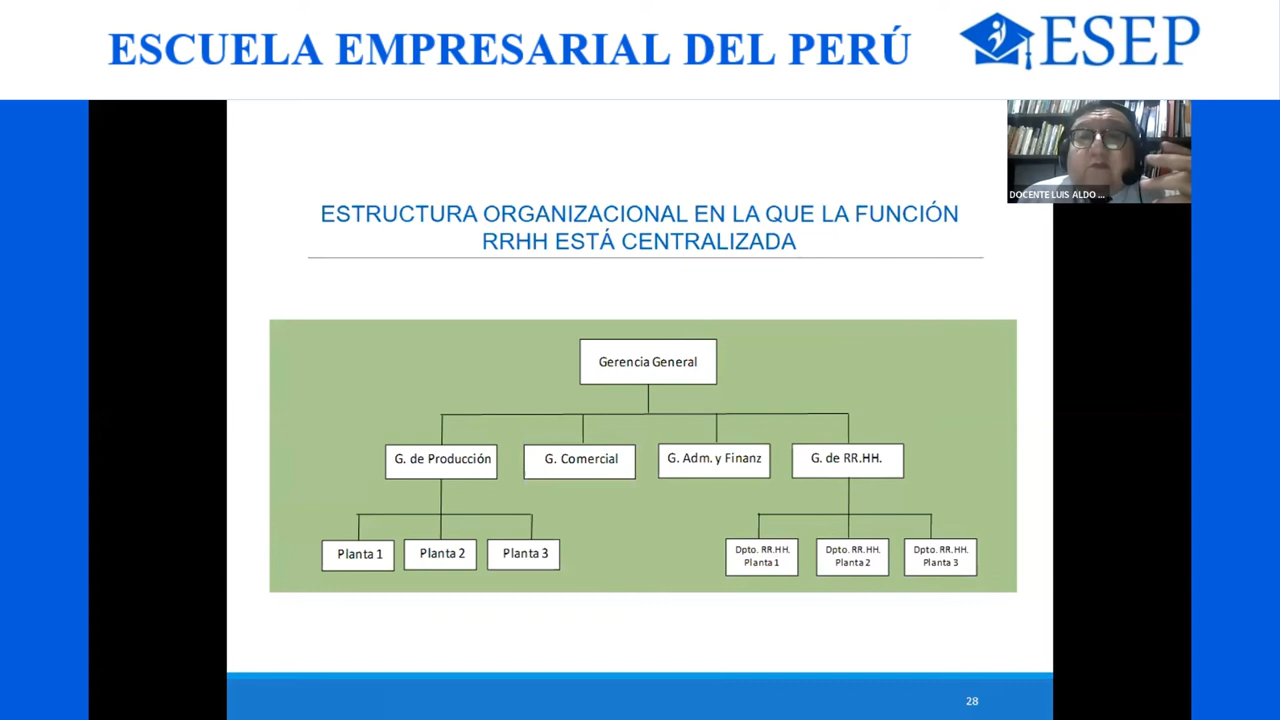 ESCUELA EMPRESARIAL DEL PERÚ
ESEP
DOCENTE LUIS ALDO ...
ESTRUCTURA ORGANIZACIONAL EN LA QUE LA FUNCIÓN
RRHH ESTÁ CENTRALIZADA
Gerencia General
G. de Producción
G. Comercial
G. Adm. y Finanz
G. de RR.HH.
Planta 1
Planta 2
Planta 3
Dpto. RR.HH.
Planta 1
Dpto. RR.HH.
Planta 2
Dpto. RR.HH.
Planta 3
28